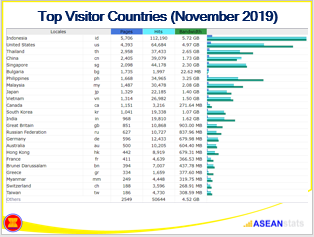 Top Visitor Countries (November 2019)
Locales Pages Hits Bandwidth
Indonesia id 5,706 112,190 5.72 GB
United States us 4,393 64,684 4.97 GB
Thailand th 2,958 37,433 2.65 GB
China cn 2,405 39,079 1.73 GB
Singapore sg 2,098 44,178 2.30 GB
Bulgaria bg 1,735 1,997 22.62 MB
Philippines ph 1,668 34,965 3.25 GB
Malaysia my 1,487 30,479 2.08 GB
Japan jp 1,329 22,185 1.40 GB
Vietnam vn 1,314 26,982 1.50 GB
Canada ca 1,151 3,216 271.64 MB
South Korea kr 1,041 19,336 1.07 GB
India in 968 19,810 1.62 GB
Great Britain gb 851 10,868 903.00 MB
Russian Federation ru 627 10,727 837.96 MB
Germany de 596 12,433 679.98 MB
Australia au 500 10,205 604.40 MB
Hong Kong hk 442 8,919 679.31 MB
France fr 411 4,639 366.53 MB
Brunei Darussalam bn 394 7,007 437.78 MB
Greece gr 334 1,659 377.60 MB
Myanmar mm 249 4,448 319.75 MB
Switzerland ch 188 3,596 268.91 MB
Taiwan tw 186 4,730 308.59 MB
Others 2949 50644 4.52 GB
ASEANstats